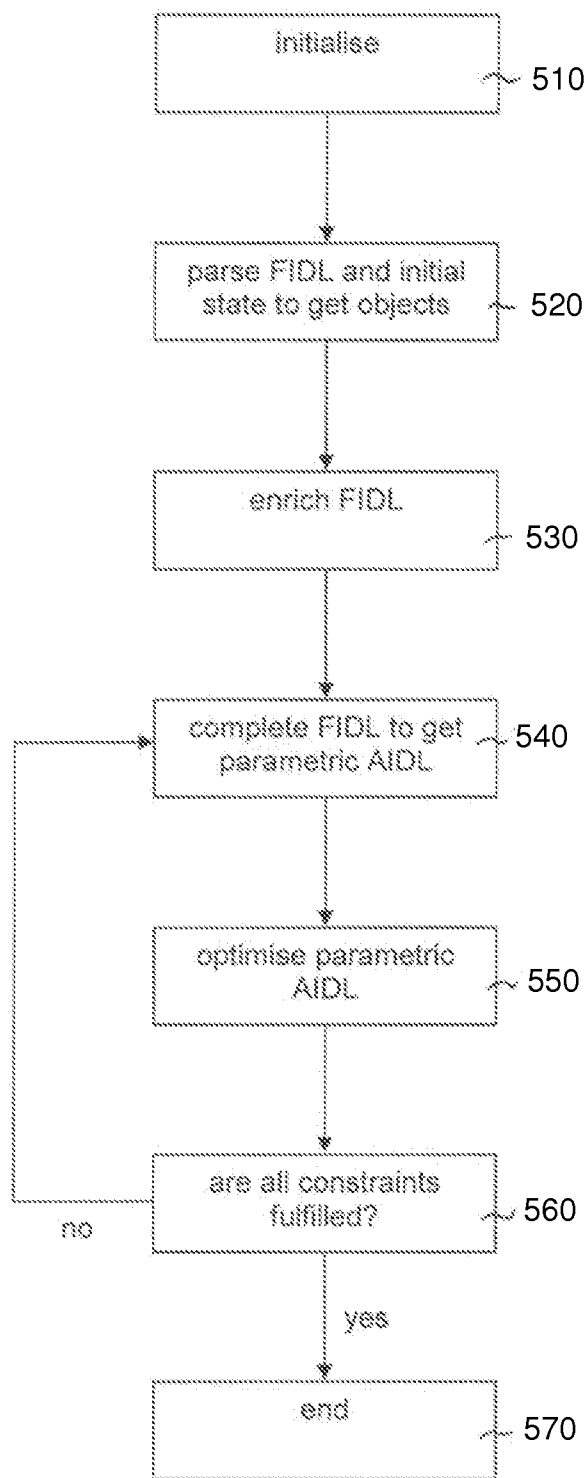 initialise
510
parse FIDL and initial
state to get objects
520
enrich FIDL
530
complete FIDL to get
parametric AIDL
540
optimise parametric
AIDL
550
are all constraints
fulfilled?
560
no
yes
end
570